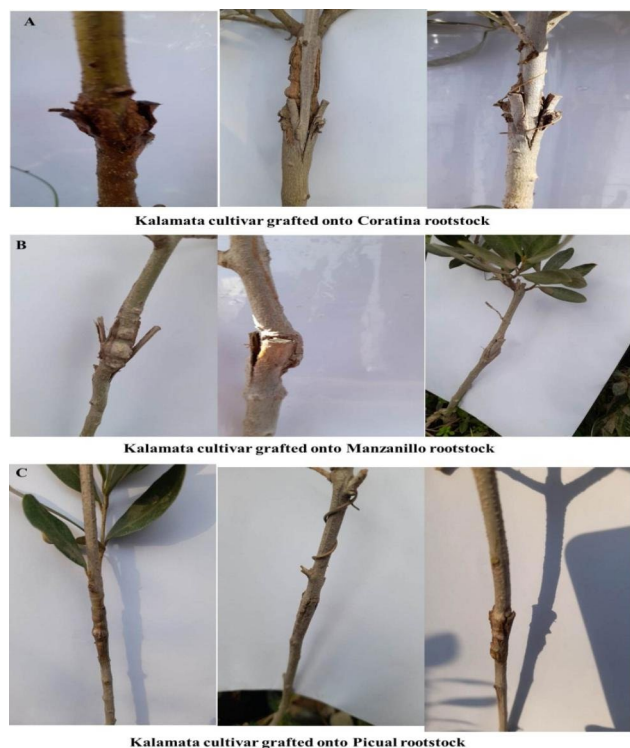 A
Kalamata cultivar grafted onto Coratina rootstock
B
Kalamata cultivar grafted onto Manzanillo rootstock
C
Kalamata cultivar grafted onto Picual rootstock